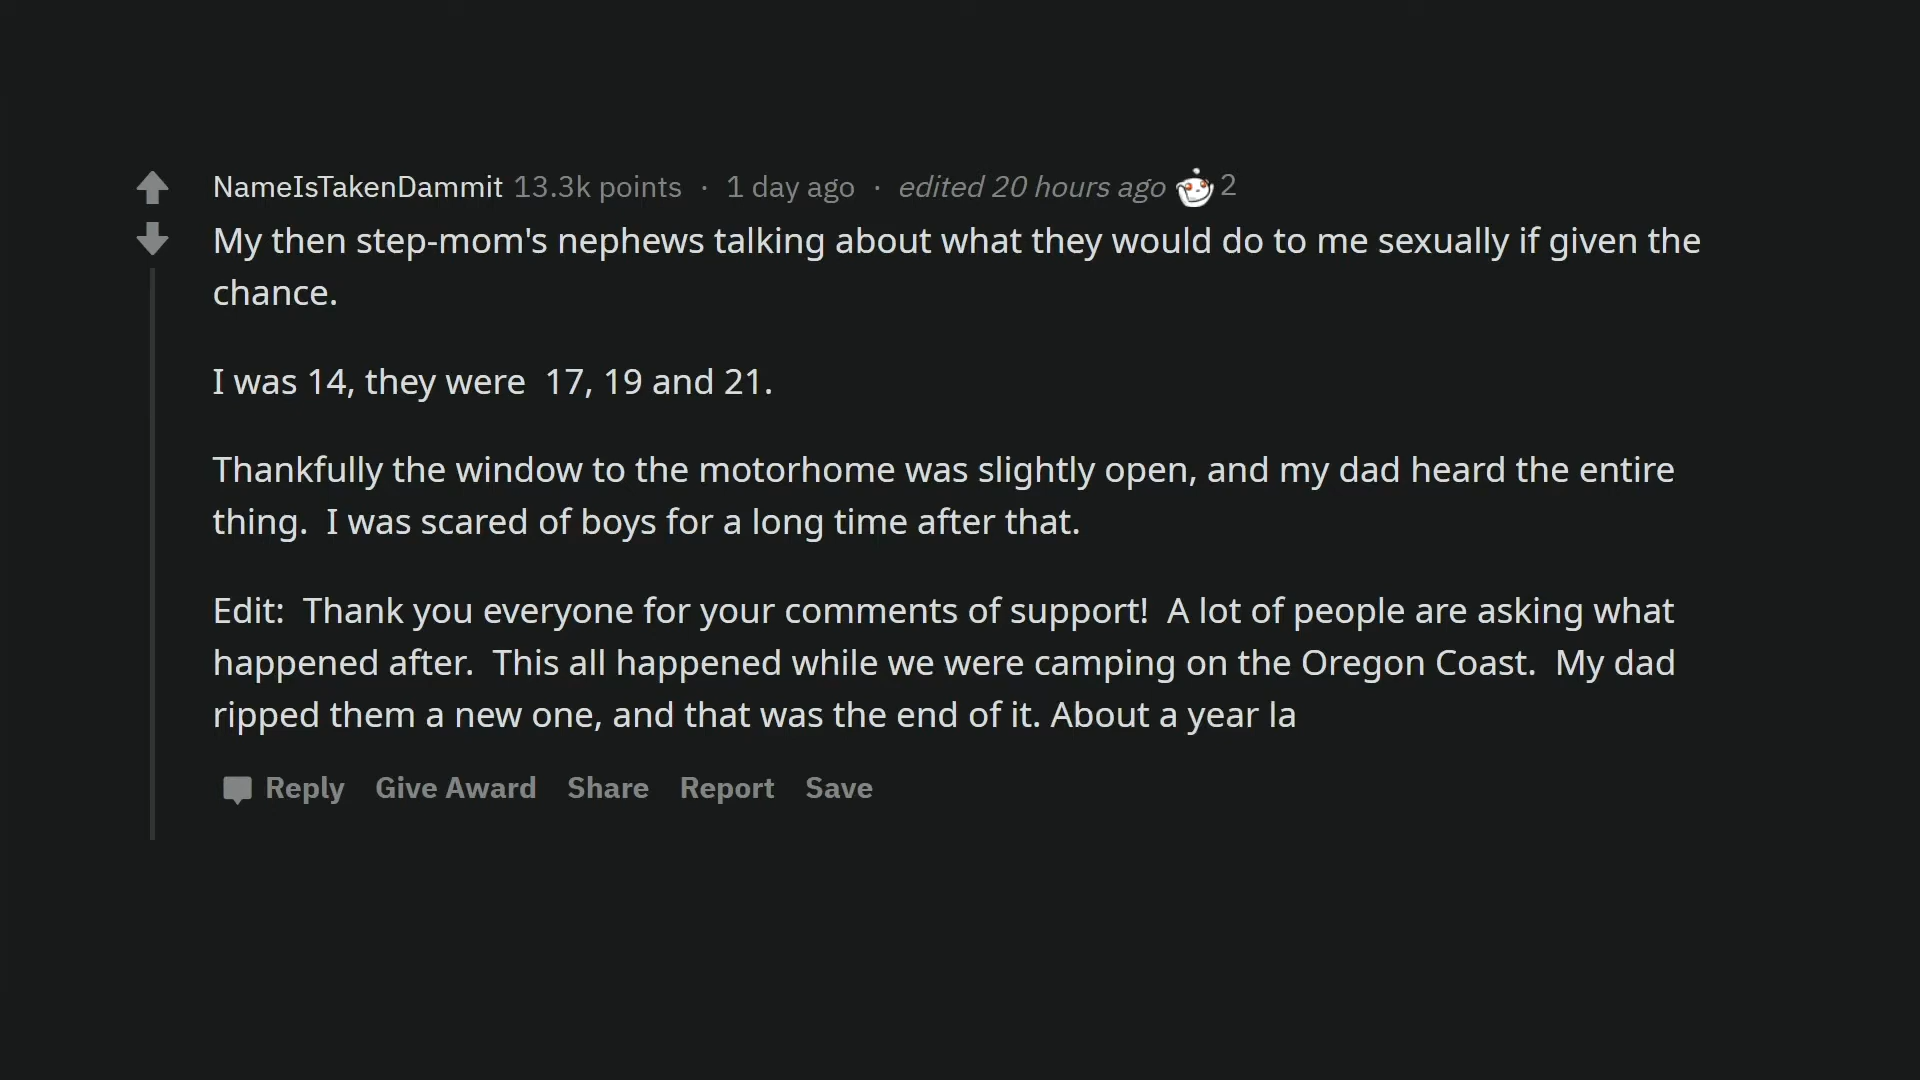 NameIsTakenDammit 13.3k points · 1 day ago · edited 20 hours ago 2
My then step-mom's nephews talking about what they would do to me sexually if given the
chance.
I was 14, they were  17, 19 and 21.
Thankfully the window to the motorhome was slightly open, and my dad heard the entire
thing.  I was scared of boys for a long time after that.
Edit:  Thank you everyone for your comments of support!  A lot of people are asking what
happened after.  This all happened while we were camping on the Oregon Coast.  My dad
ripped them a new one, and that was the end of it. About a year la
Reply Give Award Share Report Save